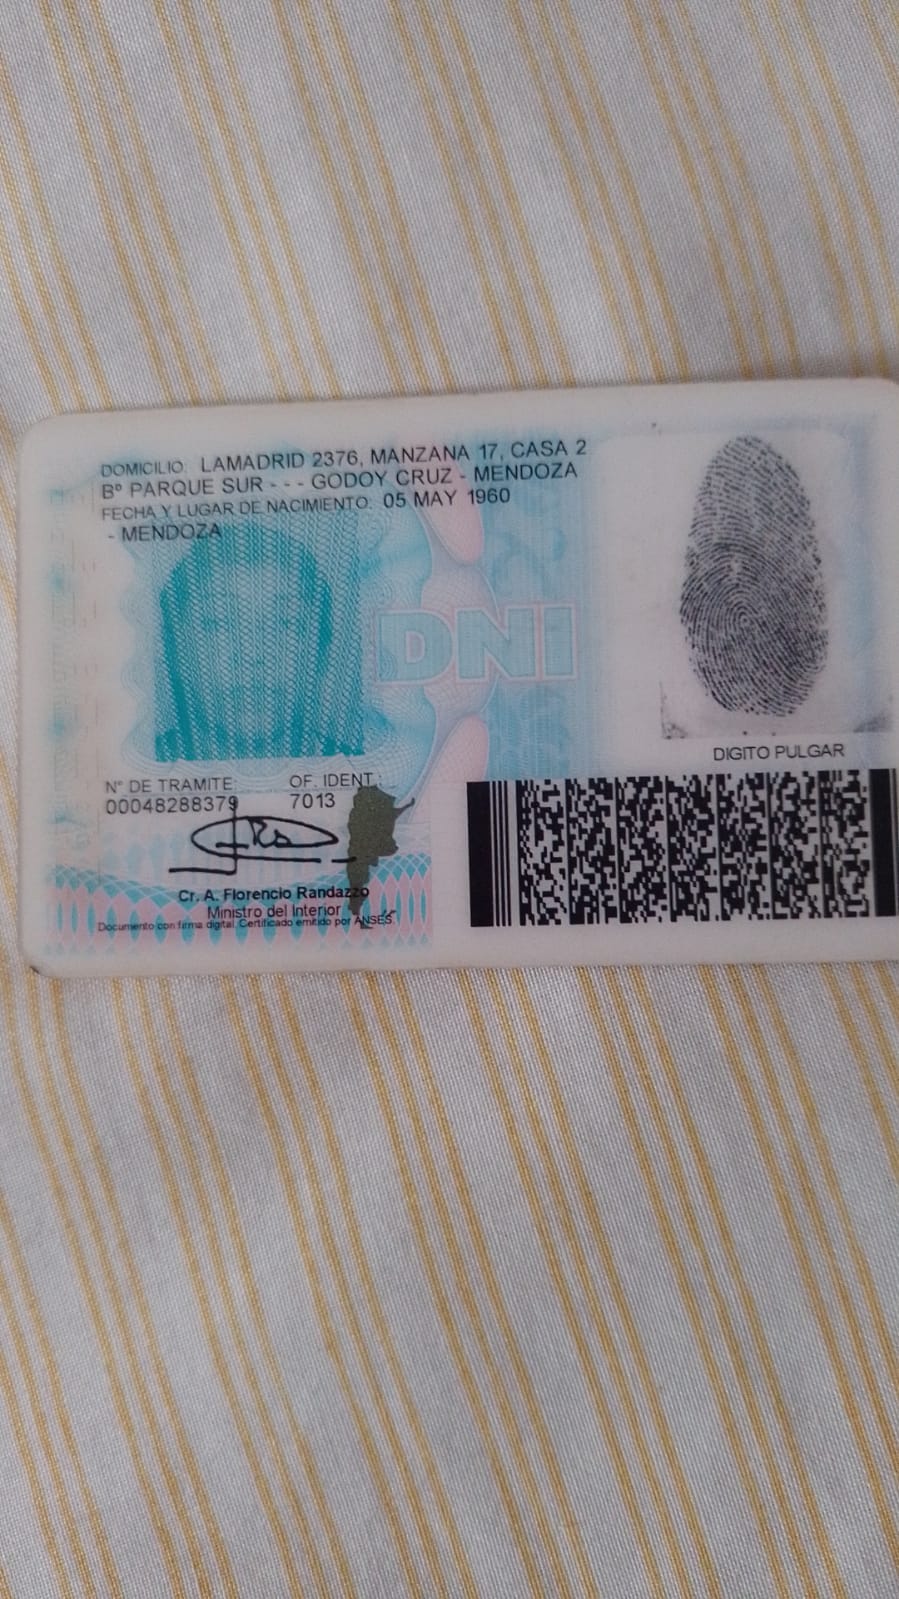 DOMICILIO: LAMADRID 2376, MANZANA 17, CASA 2
Bº PARQUE SUR - - - GODOY CRUZ - MENDOZA
FECHA Y LUGAR DE NACIMIENTO: 05 MAY 1960
- MENDOZA
DNI
DIGITO PULGAR
N° DE TRAMITE: OF. IDENT.:
00048288379 7013
Cr. A. Florencio Randazzo
Ministro del Interior
Documento con firma digital. Certificado emitido por ANSES.